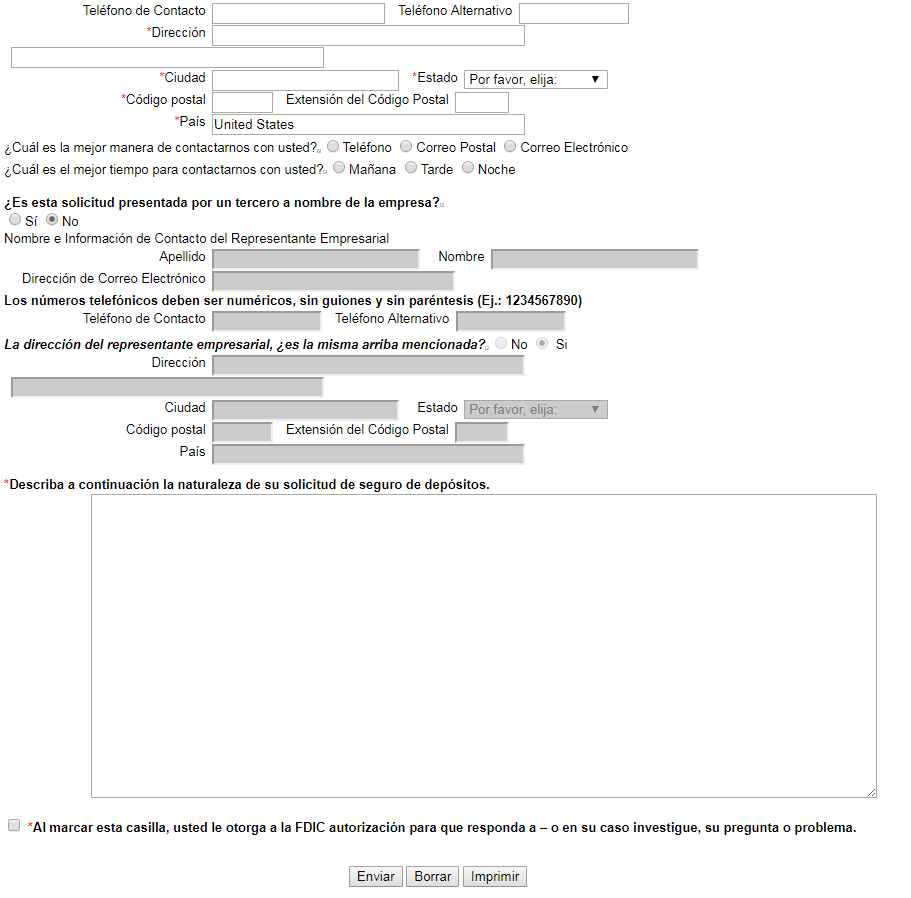 Teléfono de Contacto Teléfono Alternativo
*Dirección
*Ciudad *Estado Por favor, elija:
*Código postal Extensión del Código Postal
*País United States
¿Cuál es la mejor manera de contactarnos con usted? Teléfono Correo Postal Correo Electrónico
¿Cuál es el mejor tiempo para contactarnos con usted? Mañana Tarde Noche
¿Es esta solicitud presentada por un tercero a nombre de la empresa?
Sí No
Nombre e Información de Contacto del Representante Empresarial
Apellido Nombre
Dirección de Correo Electrónico
Los números telefónicos deben ser numéricos, sin guiones y sin paréntesis (Ej.: 1234567890)
Teléfono de Contacto Teléfono Alternativo
La dirección del representante empresarial, ¿es la misma arriba mencionada? No Si
Dirección
Ciudad Estado Por favor, elija:
Código postal Extensión del Código Postal
País
*Describa a continuación la naturaleza de su solicitud de seguro de depósitos.
*Al marcar esta casilla, usted le otorga a la FDIC autorización para que responda a – o en su caso investigue, su pregunta o problema.
Enviar Borrar Imprimir